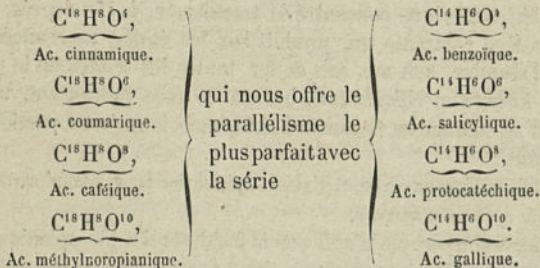 C¹⁸H⁸O⁴,
Ac. cinnamique.
C¹⁸H⁸O⁶,
Ac. coumarique.
C¹⁸H⁸O⁸,
Ac. caféique.
C¹⁸H⁸O¹⁰,
Ac. méthylnoropianique.
qui nous offre le
parallélisme le
plus parfait avec
la série
C¹⁴H⁶O⁴,
Ac. benzoïque.
C¹⁴H⁶O⁶,
Ac. salicylique.
C¹⁴H⁶O⁸,
Ac. protocatéchique.
C¹⁴H⁶O¹⁰.
Ac. gallique.